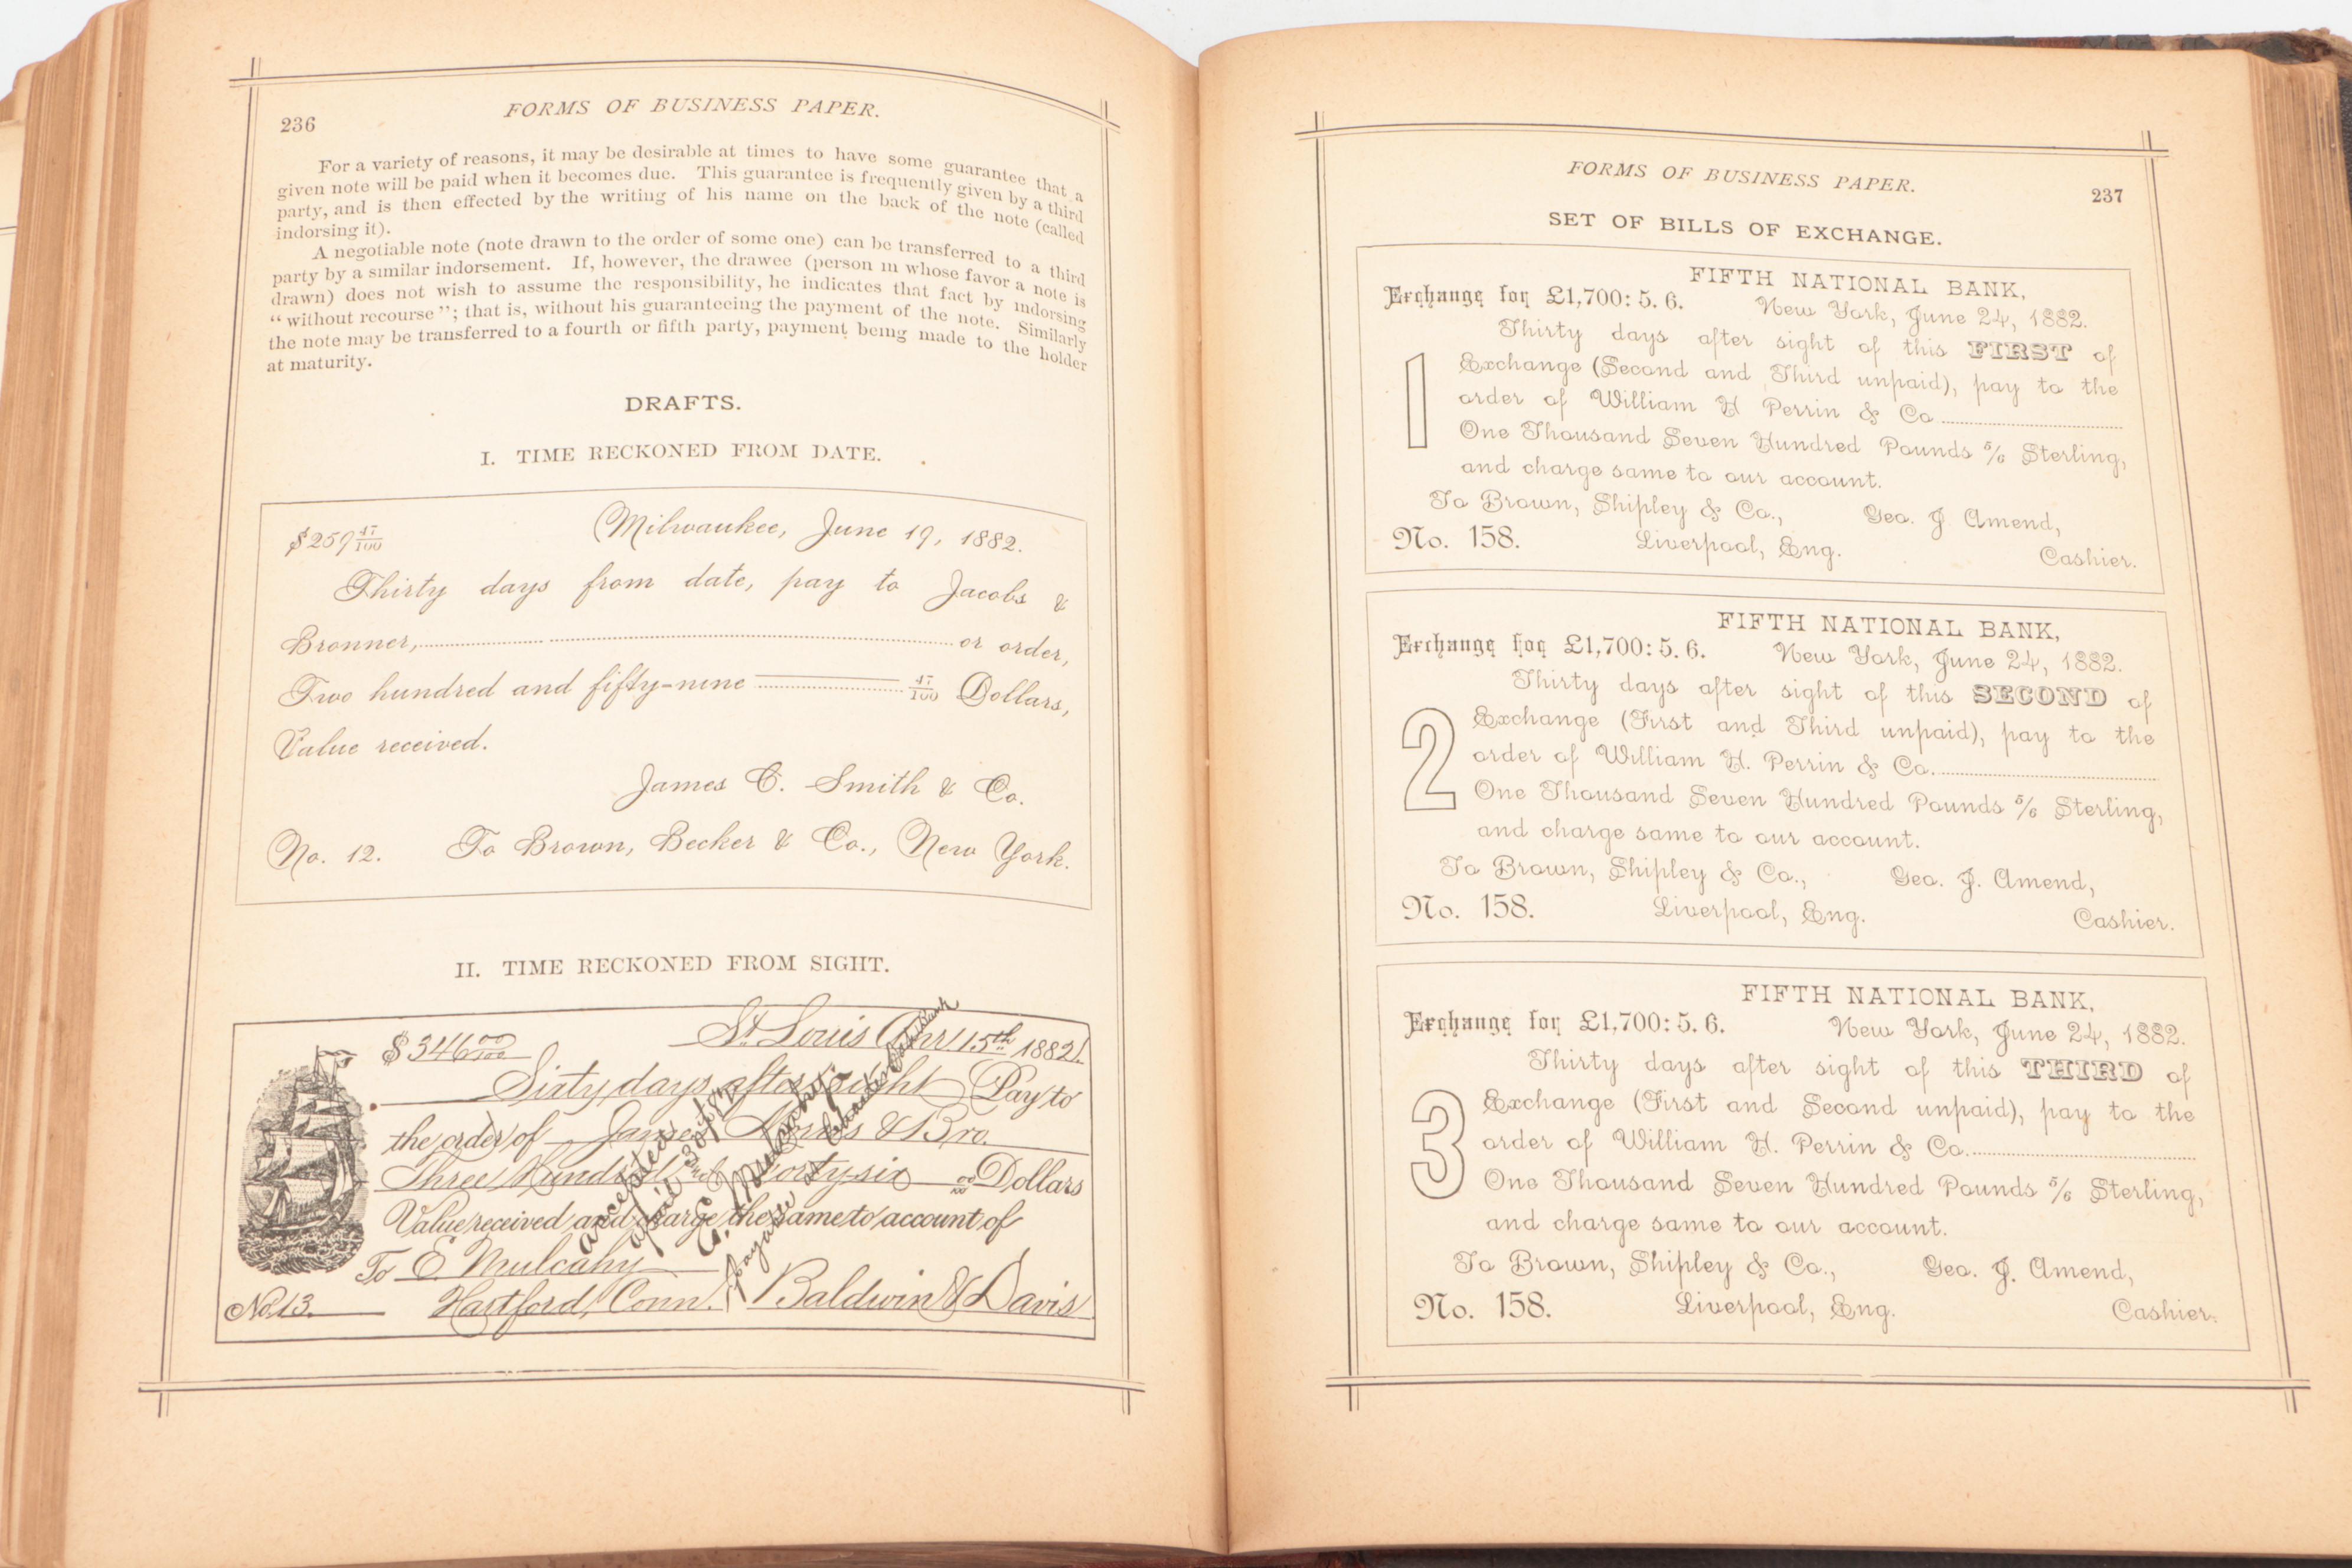 236
FORMS OF BUSINESS PAPER.
For a variety of reasons, it may be desirable at times to have some guarantee that a
given note will be paid when it becomes due. This guarantee is frequently given by a third
party, and is then effected by the writing of his name on the back of the note (called
indorsing it).
A negotiable note (note drawn to the order of some one) can be transferred to a third
party by a similar indorsement. If, however, the drawee (person in whose favor a note is
drawn) does not wish to assume the responsibility, he indicates that fact by indorsing
“without recourse”; that is, without his guaranteeing the payment of the note. Similarly
the note may be transferred to a fourth or fifth party, payment being made to the holder
at maturity.
DRAFTS.
I. TIME RECKONED FROM DATE.
$259 47/100
Milwaukee, June 19, 1882.
Thirty days from date, pay to Jacobs &
Bronner, or order,
Two hundred and fifty-nine 47/100 Dollars,
Value received.
James C. Smith & Co.
No. 12. To Brown, Becker & Co., New York.
II. TIME RECKONED FROM SIGHT.
$346 00/100 St. Louis Apr. 15th 1882.
Sixty days after sight Pay to
the order of James & Bro.
Three Hundred and Forty-six 00/100 Dollars
Value received and charge the same to account of
To E. Mulcahy
Baldwin & Davis
No. 13. Hartford, Conn.
accepted
April 30th
E. Mulcahy
Payable at
237
FORMS OF BUSINESS PAPER.
SET OF BILLS OF EXCHANGE.
FIFTH NATIONAL BANK,
Exchange for £1,700: 5. 6. New York, June 24, 1882.
Thirty days after sight of this FIRST of
1
Exchange (Second and Third unpaid), pay to the
order of William H Perrin & Co
One Thousand Seven Hundred Pounds 5/6 Sterling,
and charge same to our account.
To Brown, Shipley & Co., Geo. J Amend,
No. 158. Liverpool, Eng. Cashier.
FIFTH NATIONAL BANK,
Exchange for £1,700: 5. 6. New York, June 24, 1882.
Thirty days after sight of this SECOND of
2
Exchange (First and Third unpaid), pay to the
order of William H. Perrin & Co.
One Thousand Seven Hundred Pounds 5/6 Sterling,
and charge same to our account.
To Brown, Shipley & Co., Geo. J. Amend,
No. 158. Liverpool, Eng. Cashier.
FIFTH NATIONAL BANK,
Exchange for £1,700: 5. 6. New York, June 24, 1882.
Thirty days after sight of this THIRD of
3
Exchange (First and Second unpaid), pay to the
order of William H. Perrin & Co.
One Thousand Seven Hundred Pounds 5/6 Sterling,
and charge same to our account.
To Brown, Shipley & Co., Geo. J. Amend,
No. 158. Liverpool, Eng. Cashier.